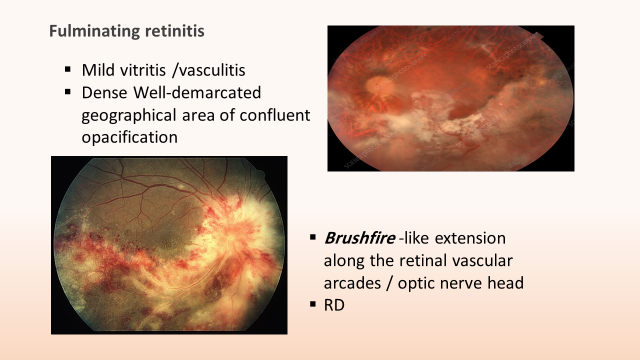 Fulminating retinitis
▪ Mild vitritis /vasculitis
▪ Dense Well-demarcated
geographical area of confluent
opacification
▪ Brushfire -like extension
along the retinal vascular
arcades / optic nerve head
▪ RD